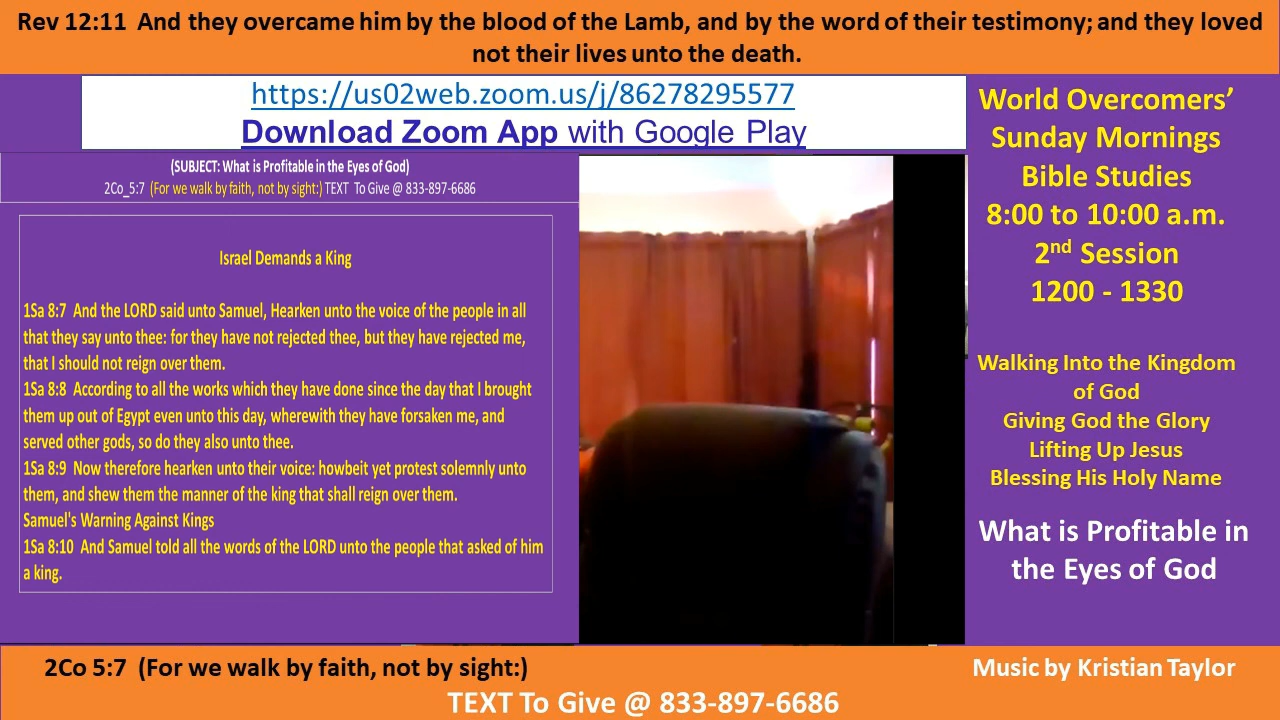 Rev 12:11  And they overcame him by the blood of the Lamb, and by the word of their testimony; and they loved
not their lives unto the death.
https://us02web.zoom.us/j/86278295577
Download Zoom App with Google Play
(SUBJECT: What is Profitable in the Eyes of God)
2Co_5:7  (For we walk by faith, not by sight:) TEXT  To Give @ 833-897-6686
Israel Demands a King
1Sa 8:7  And the LORD said unto Samuel, Hearken unto the voice of the people in all
that they say unto thee: for they have not rejected thee, but they have rejected me,
that I should not reign over them.
1Sa 8:8  According to all the works which they have done since the day that I brought
them up out of Egypt even unto this day, wherewith they have forsaken me, and
served other gods, so do they also unto thee.
1Sa 8:9  Now therefore hearken unto their voice: howbeit yet protest solemnly unto
them, and shew them the manner of the king that shall reign over them.
Samuel's Warning Against Kings
1Sa 8:10  And Samuel told all the words of the LORD unto the people that asked of him
a king.
World Overcomers’
Sunday Mornings
Bible Studies
8:00 to 10:00 a.m.
2nd Session
1200 - 1330
Walking Into the Kingdom
of God
Giving God the Glory
Lifting Up Jesus
Blessing His Holy Name
What is Profitable in
the Eyes of God
2Co 5:7  (For we walk by faith, not by sight:)
Music by Kristian Taylor
TEXT To Give @ 833-897-6686